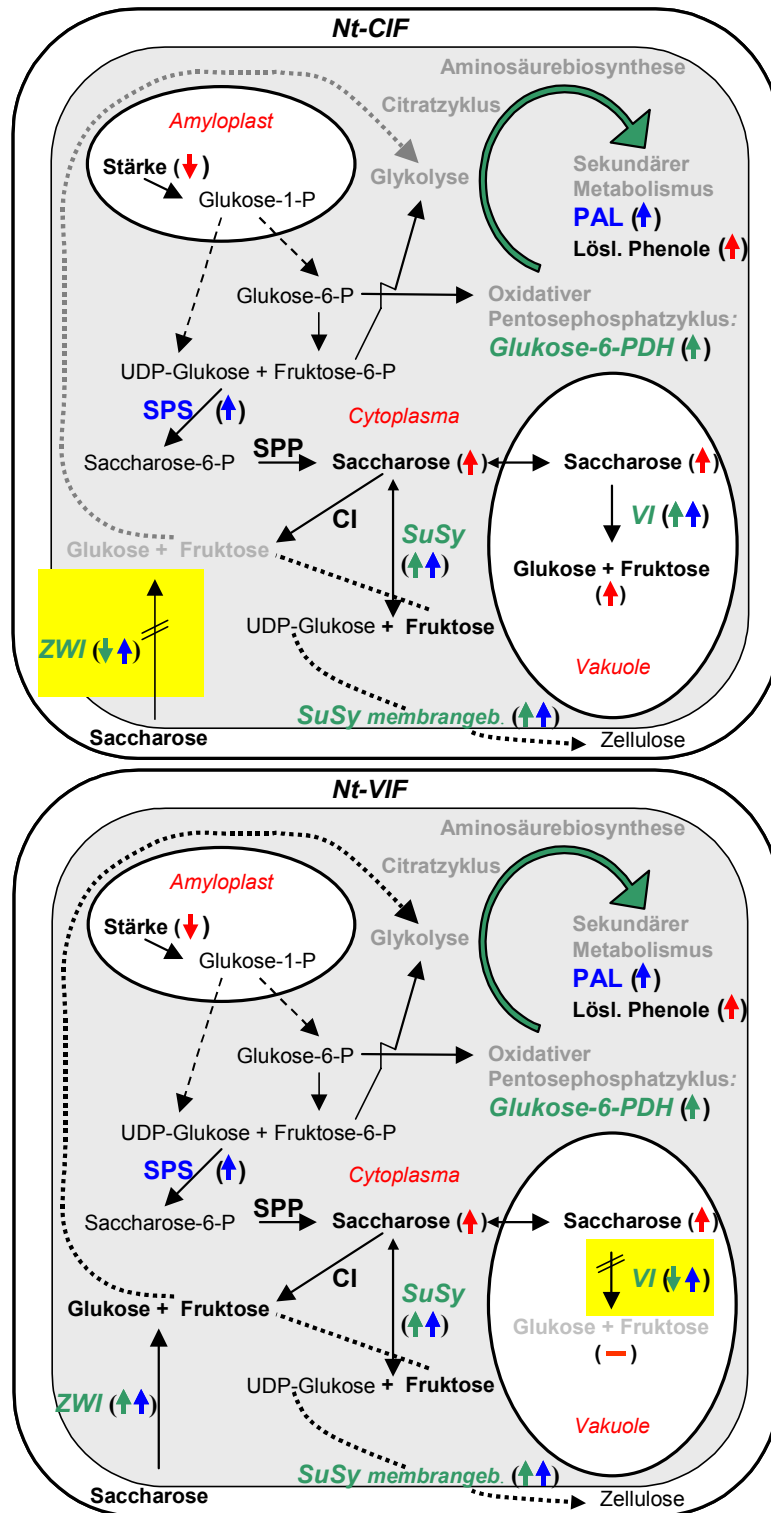 Nt-CIF
Aminosäurebiosynthese
Citratzyklus
Amyloplast
Stärke (↓)
Glukose-1-P
Glykolyse
Sekundärer
Metabolismus
PAL (↑)
Lösl. Phenole (↑)
Glukose-6-P
Oxidativer
Pentosephosphatzyklus:
Glukose-6-PDH (↑)
UDP-Glukose + Fruktose-6-P
SPS (↑)
Cytoplasma
Saccharose-6-P
SPP
Saccharose (↑)
Saccharose (↑)
CI
SuSy
(↑↑)
VI (↑↑)
Glukose + Fruktose
Glukose + Fruktose
(↑)
UDP-Glukose + Fruktose
ZWI (↓↑)
Vakuole
SuSy membrangeb. (↑↑)
Saccharose
Zellulose
Nt-VIF
Aminosäurebiosynthese
Citratzyklus
Amyloplast
Stärke (↓)
Glukose-1-P
Glykolyse
Sekundärer
Metabolismus
PAL (↑)
Lösl. Phenole (↑)
Glukose-6-P
Oxidativer
Pentosephosphatzyklus:
Glukose-6-PDH (↑)
UDP-Glukose + Fruktose-6-P
SPS (↑)
Cytoplasma
Saccharose-6-P
SPP
Saccharose (↑)
Saccharose (↑)
CI
SuSy
(↑↑)
VI (↓↑)
Glukose + Fruktose
Glukose + Fruktose
(–)
UDP-Glukose + Fruktose
ZWI (↑↑)
Vakuole
SuSy membrangeb. (↑↑)
Saccharose
Zellulose